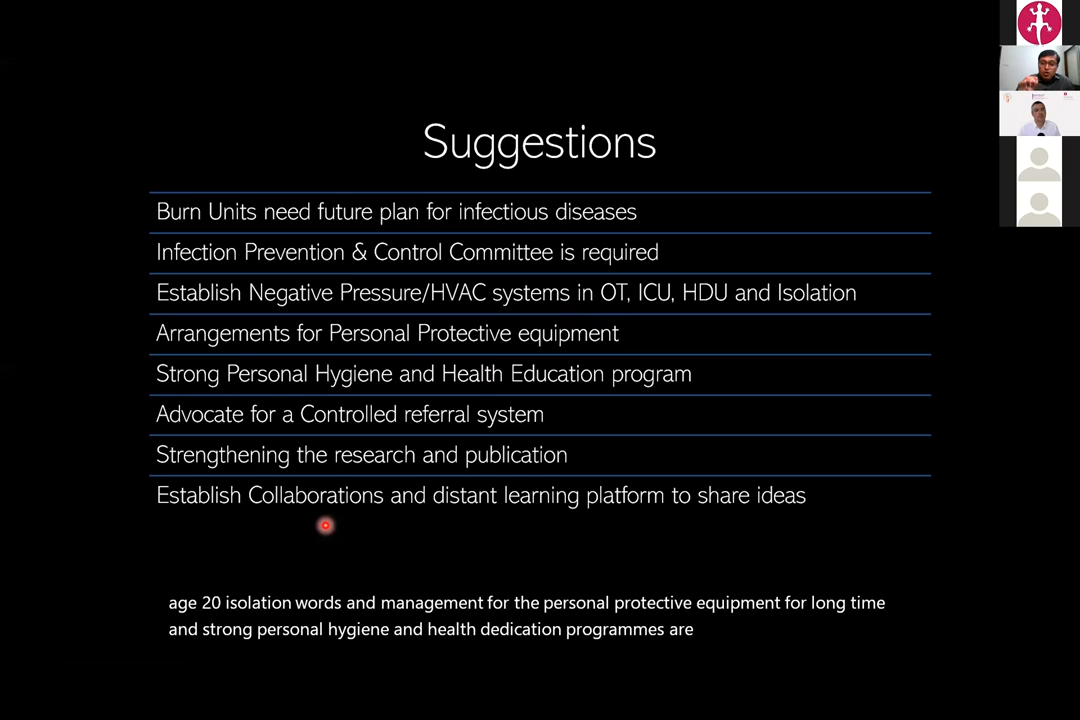 Suggestions
Burn Units need future plan for infectious diseases
Infection Prevention & Control Committee is required
Establish Negative Pressure/HVAC systems in OT, ICU, HDU and Isolation
Arrangements for Personal Protective equipment
Strong Personal Hygiene and Health Education program
Advocate for a Controlled referral system
Strengthening the research and publication
Establish Collaborations and distant learning platform to share ideas
age 20 isolation words and management for the personal protective equipment for long time
and strong personal hygiene and health dedication programmes are